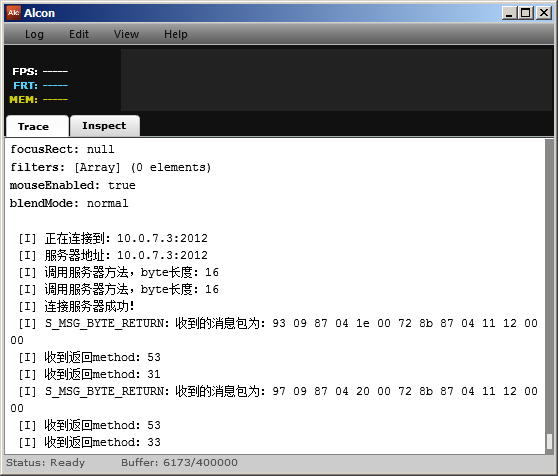 Alc Alcon
Log Edit View Help
FPS: -----
FRT: -----
MEM: -----
Trace Inspect
focusRect: null
filters: [Array] (0 elements)
mouseEnabled: true
blendMode: normal
[I] 正在连接到：10.0.7.3:2012
[I] 服务器地址：10.0.7.3:2012
[I] 调用服务器方法，byte长度：16
[I] 调用服务器方法，byte长度：16
[I] 连接服务器成功！
[I] S_MSG_BYTE_RETURN：收到的消息包为：93 09 87 04 1e 00 72 8b 87 04 11 12 00
00
[I] 收到返回method：53
[I] 收到返回method：31
[I] S_MSG_BYTE_RETURN：收到的消息包为：97 09 87 04 20 00 72 8b 87 04 11 12 00
00
[I] 收到返回method：53
[I] 收到返回method：33
Status: Ready Buffer: 6173/400000